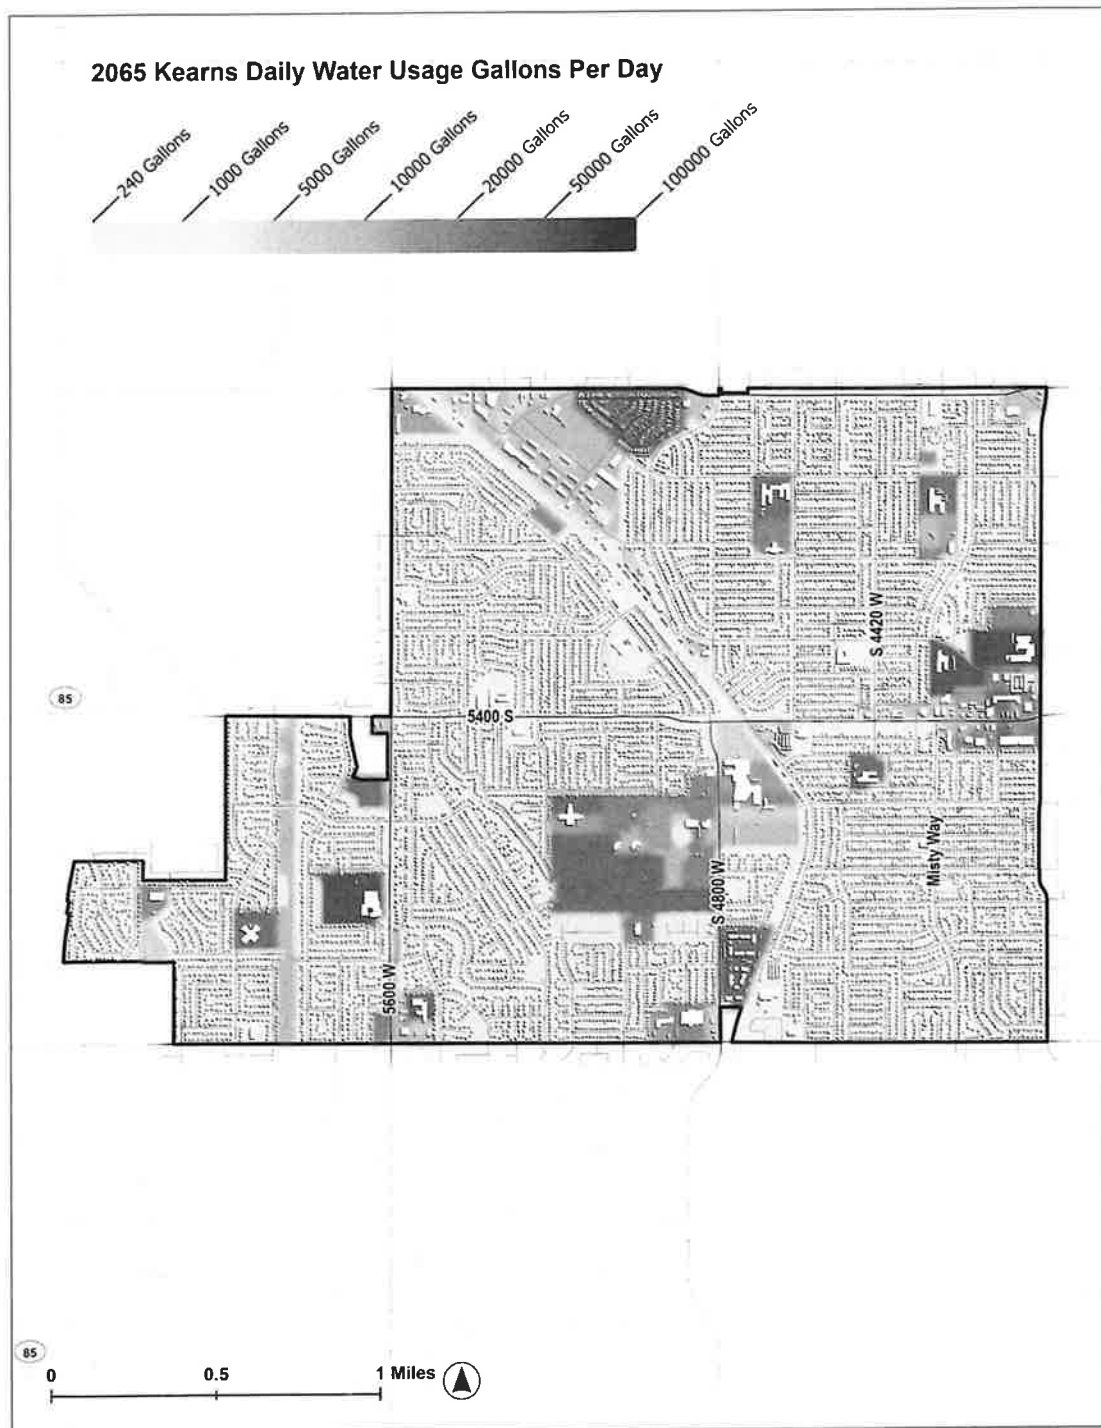 2065 Kearns Daily Water Usage Gallons Per Day
240 Gallons
1000 Gallons
5000 Gallons
10000 Gallons
20000 Gallons
50000 Gallons
100000 Gallons
S 4420 W
85
5400 S
Misty Way
S 4800 W
5600 W
85
0 0.5 1 Miles